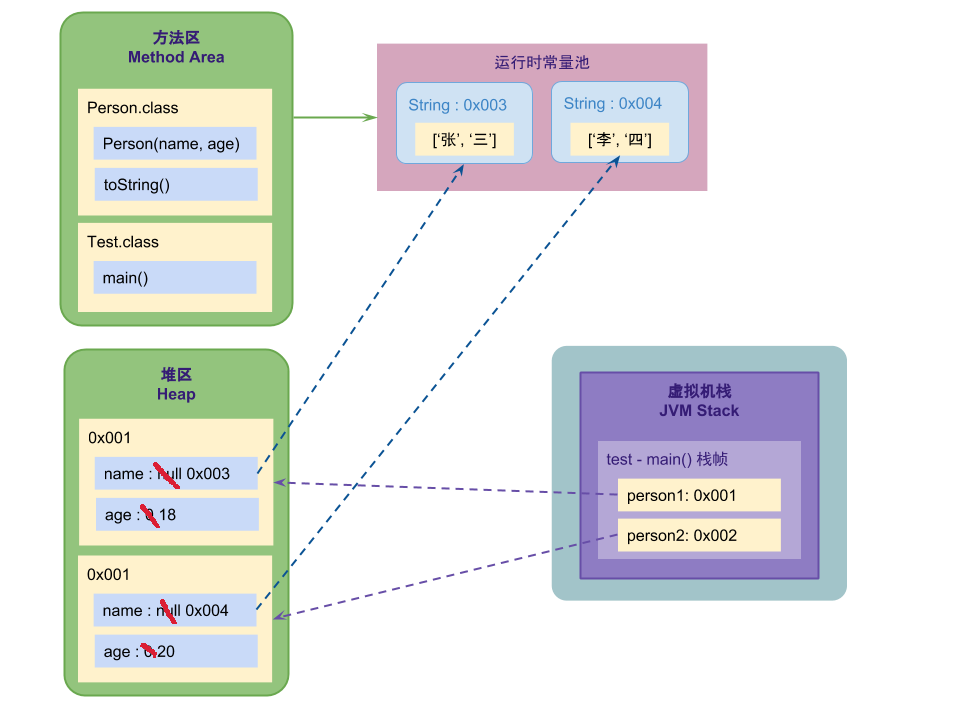 方法区
Method Area
Person.class
Person(name, age)
toString()
Test.class
main()
运行时常量池
String : 0x003
['张', '三']
String : 0x004
['李', '四']
堆区
Heap
0x001
name : null 0x003
age : 0 18
0x001
name : null 0x004
age : 0 20
虚拟机栈
JVM Stack
test - main() 栈帧
person1: 0x001
person2: 0x002